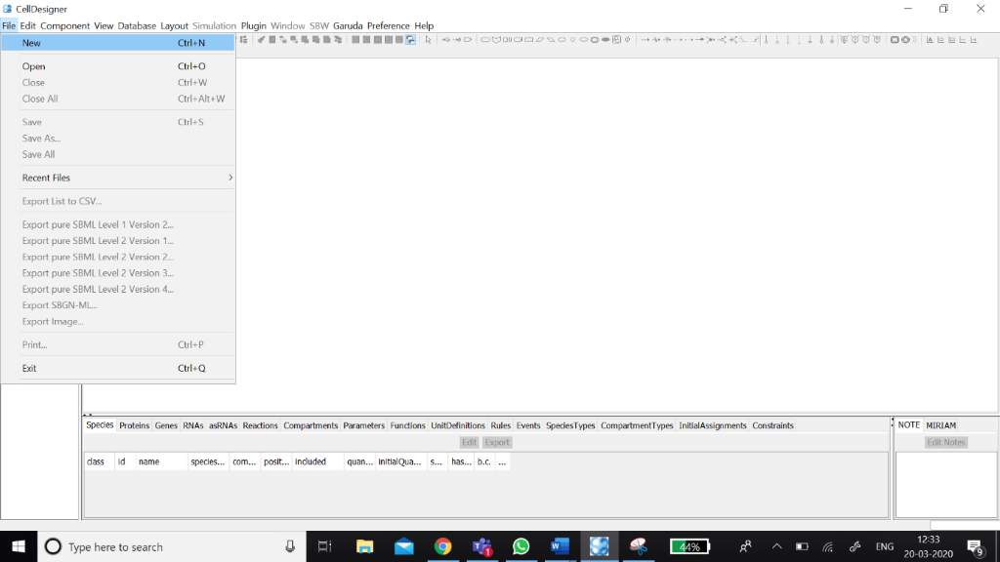 CellDesigner
File Edit Component View Database Layout Simulation Plugin Window SBW Garuda Preference Help
New Ctrl+N
Open Ctrl+O
Close Ctrl+W
Close All Ctrl+Alt+W
Save Ctrl+S
Save As...
Save All
Recent Files
Export List to CSV...
Export pure SBML Level 1 Version 2...
Export pure SBML Level 2 Version 1...
Export pure SBML Level 2 Version 2...
Export pure SBML Level 2 Version 3...
Export pure SBML Level 2 Version 4...
Export SBGN-ML...
Export Image...
Print... Ctrl+P
Exit Ctrl+Q
Species Proteins Genes RNAs asRNAs Reactions Compartments Parameters Functions UnitDefinitions Rules Events SpeciesTypes CompartmentTypes InitialAssignments Constraints NOTE MIRIAM
Edit Export Edit Notes
class id name species... com... posit... included quan... initialQua... s... has... b.c. ...
Type here to search 1 W 44% ENG 12:33
20-03-2020 9